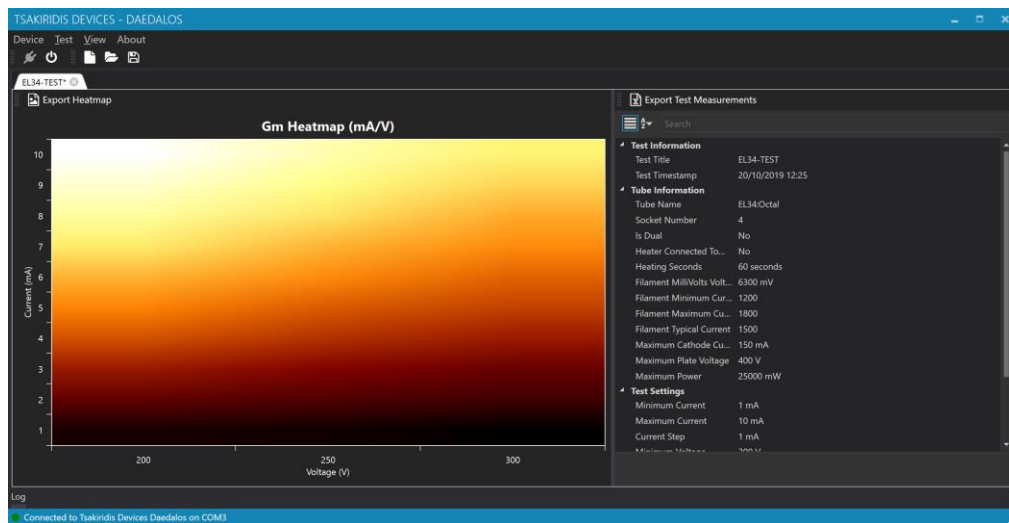 TSAKIRIDIS DEVICES - DAEDALOS
Device Test View About
EL34-TEST*
Export Heatmap
Gm Heatmap (mA/V)
10
9
8
7
6
5
4
3
2
1
Current (mA)
200 250 300
Voltage (V)
Export Test Measurements
Search
Test Information
Test Title EL34-TEST
Test Timestamp 20/10/2019 12:25
Tube Information
Tube Name EL34:Octal
Socket Number 4
Is Dual No
Heater Connected To... No
Heating Seconds 60 seconds
Filament MilliVolts Volt... 6300 mV
Filament Minimum Cur... 1200
Filament Maximum Cu... 1800
Filament Typical Current 1500
Maximum Cathode Cu... 150 mA
Maximum Plate Voltage 400 V
Maximum Power 25000 mW
Test Settings
Minimum Current 1 mA
Maximum Current 10 mA
Current Step 1 mA
Minimum Voltage 200 V
Log
Connected to Tsakiridis Devices Daedalos on COM3